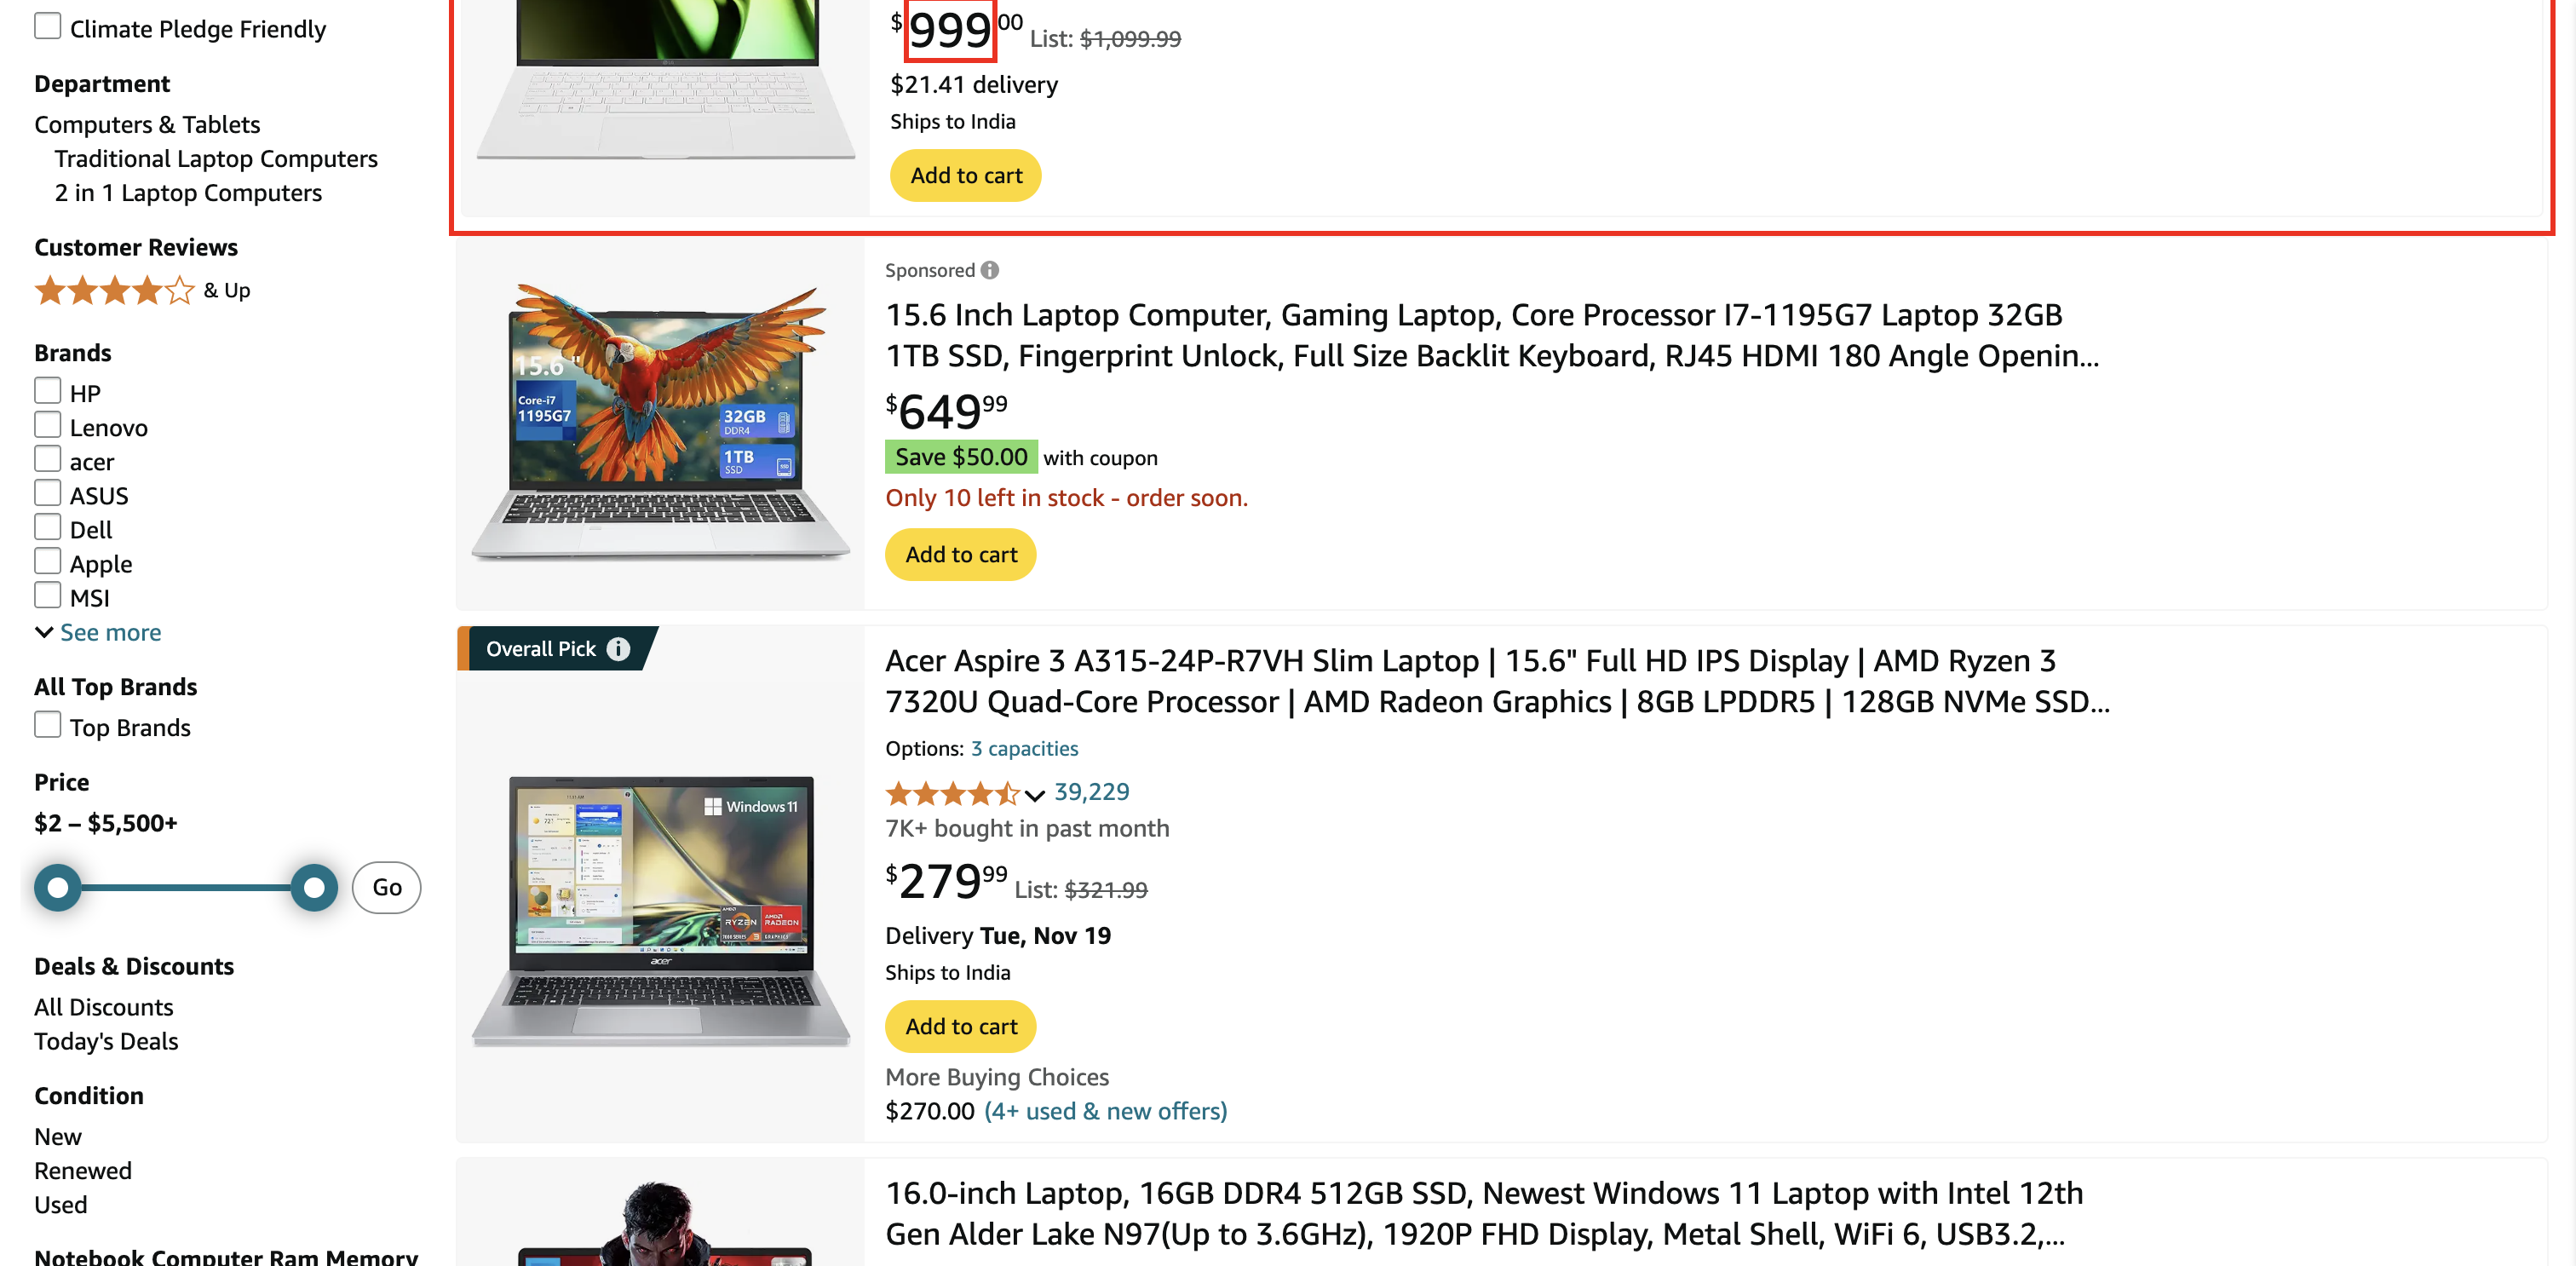 Climate Pledge Friendly
Department
Computers & Tablets
Traditional Laptop Computers
2 in 1 Laptop Computers
Customer Reviews
& Up
Brands
HP
Lenovo
acer
ASUS
Dell
Apple
MSI
See more
All Top Brands
Top Brands
Price
$2 – $5,500+
Go
Deals & Discounts
All Discounts
Today's Deals
Condition
New
Renewed
Used
Notebook Computer Ram Memory
$999.00 List: $1,099.99
$21.41 delivery
Ships to India
Add to cart
15.6"
Core-i7
1195G7
32GB
DDR4
1TB
SSD
Sponsored
15.6 Inch Laptop Computer, Gaming Laptop, Core Processor I7-1195G7 Laptop 32GB
1TB SSD, Fingerprint Unlock, Full Size Backlit Keyboard, RJ45 HDMI 180 Angle Openin...
$649.99
Save $50.00 with coupon
Only 10 left in stock - order soon.
Add to cart
Overall Pick
Windows 11
RYZEN
RADEON
acer
Acer Aspire 3 A315-24P-R7VH Slim Laptop | 15.6" Full HD IPS Display | AMD Ryzen 3
7320U Quad-Core Processor | AMD Radeon Graphics | 8GB LPDDR5 | 128GB NVMe SSD...
Options: 3 capacities
39,229
7K+ bought in past month
$279.99 List: $321.99
Delivery Tue, Nov 19
Ships to India
Add to cart
More Buying Choices
$270.00 (4+ used & new offers)
16.0-inch Laptop, 16GB DDR4 512GB SSD, Newest Windows 11 Laptop with Intel 12th
Gen Alder Lake N97(Up to 3.6GHz), 1920P FHD Display, Metal Shell, WiFi 6, USB3.2,...